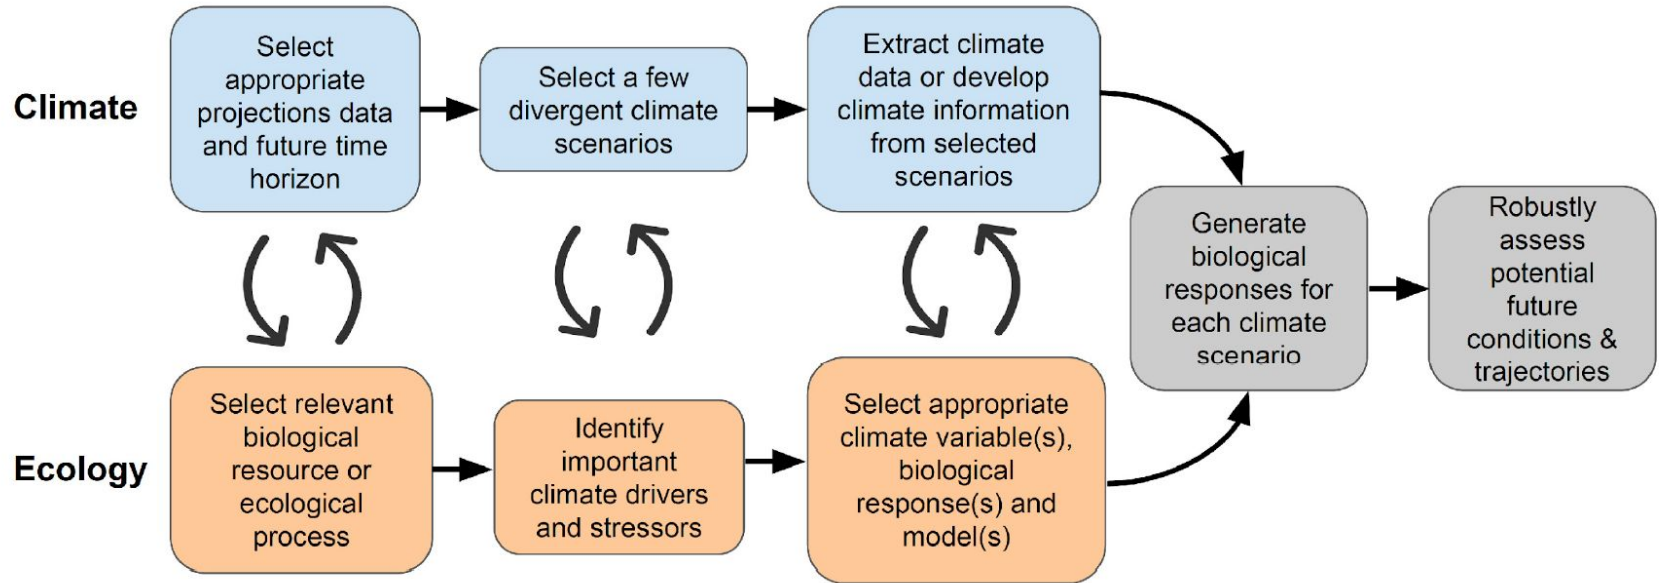 Climate
Select
appropriate
projections data
and future time
horizon
Select a few
divergent climate
scenarios
Extract climate
data or develop
climate information
from selected
scenarios
Generate
biological
responses for
each climate
scenario
Robustly
assess
potential
future
conditions &
trajectories
Ecology
Select relevant
biological
resource or
ecological
process
Identify
important
climate drivers
and stressors
Select appropriate
climate variable(s),
biological
response(s) and
model(s)